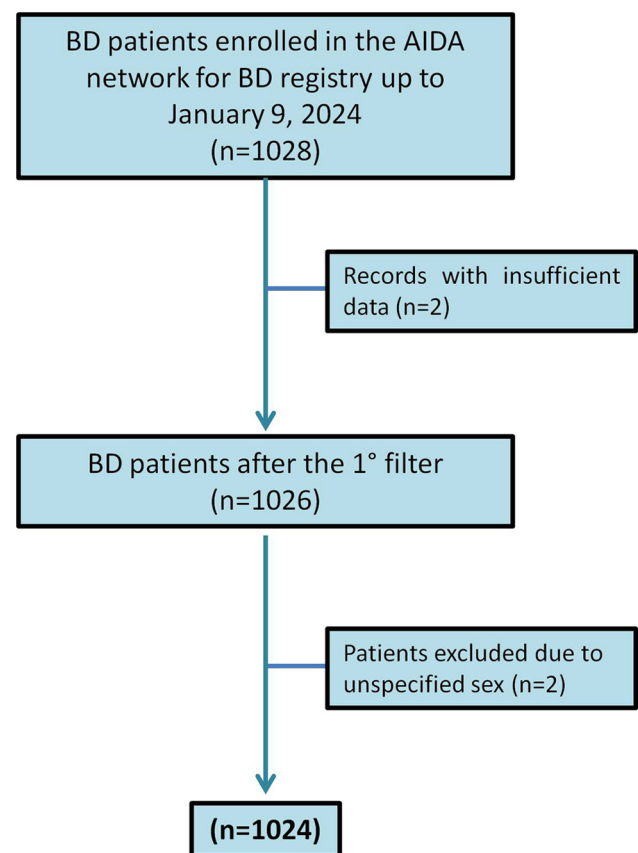 BD patients enrolled in the AIDA
network for BD registry up to
January 9, 2024
(n=1028)
Records with insufficient
data (n=2)
BD patients after the 1° filter
(n=1026)
Patients excluded due to
unspecified sex (n=2)
(n=1024)